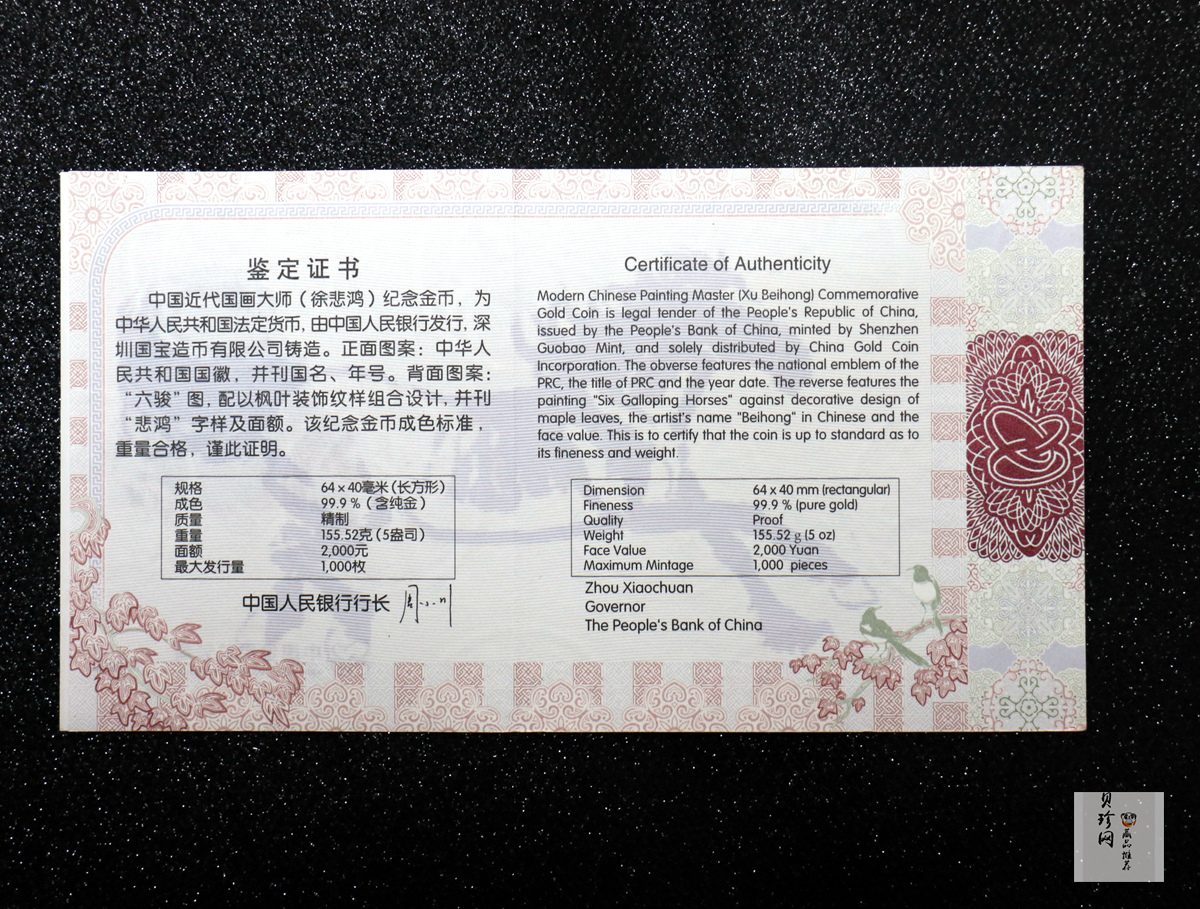 鉴定证书
中国近代国画大师（徐悲鸿）纪念金币，为
中华人民共和国法定货币，由中国人民银行发行，深
圳国宝造币有限公司铸造。正面图案：中华人
民共和国国徽，并刊国名、年号。背面图案：
“六骏”图，配以枫叶装饰纹样组合设计，并刊
“悲鸿”字样及面额。该纪念金币成色标准，
重量合格，谨此证明。
规格 64×40毫米（长方形）
成色 99.9％（含纯金）
质量 精制
重量 155.52克（5盎司）
面额 2,000元
最大发行量 1,000枚
中国人民银行行长 周小川
Certificate of Authenticity
Modern Chinese Painting Master (Xu Beihong) Commemorative
Gold Coin is legal tender of the People's Republic of China,
issued by the People's Bank of China, minted by Shenzhen
Guobao Mint, and solely distributed by China Gold Coin
Incorporation. The obverse features the national emblem of the
PRC, the title of PRC and the year date. The reverse features the
painting "Six Galloping Horses" against decorative design of
maple leaves, the artist's name "Beihong" in Chinese and the
face value. This is to certify that the coin is up to standard as to
its fineness and weight.
Dimension 64 x 40 mm (rectangular)
Fineness 99.9 % (pure gold)
Quality Proof
Weight 155.52 g (5 oz)
Face Value 2,000 Yuan
Maximum Mintage 1,000 pieces
Zhou Xiaochuan
Governor
The People's Bank of China
贝珍网
藏品推荐